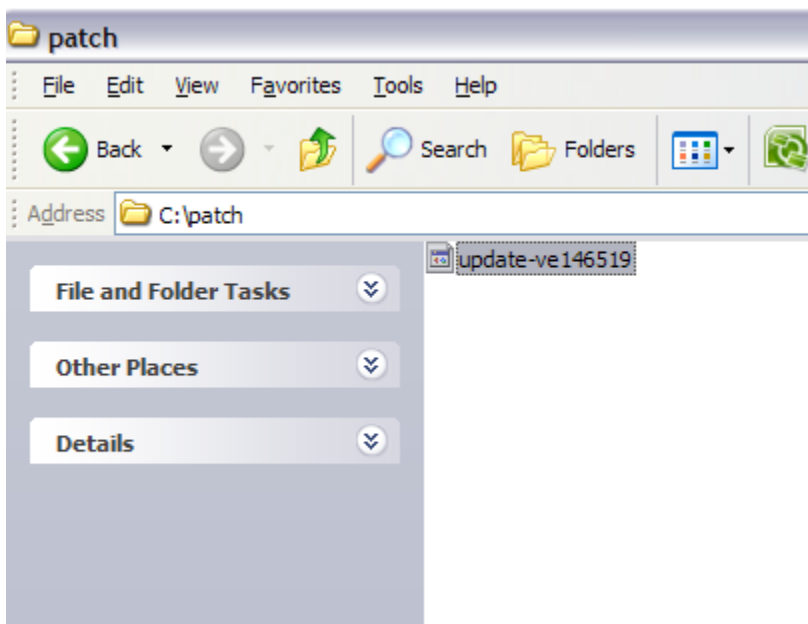 patch
File Edit View Favorites Tools Help
Back Search Folders
Address C:\patch
File and Folder Tasks
Other Places
Details
update-ve146519